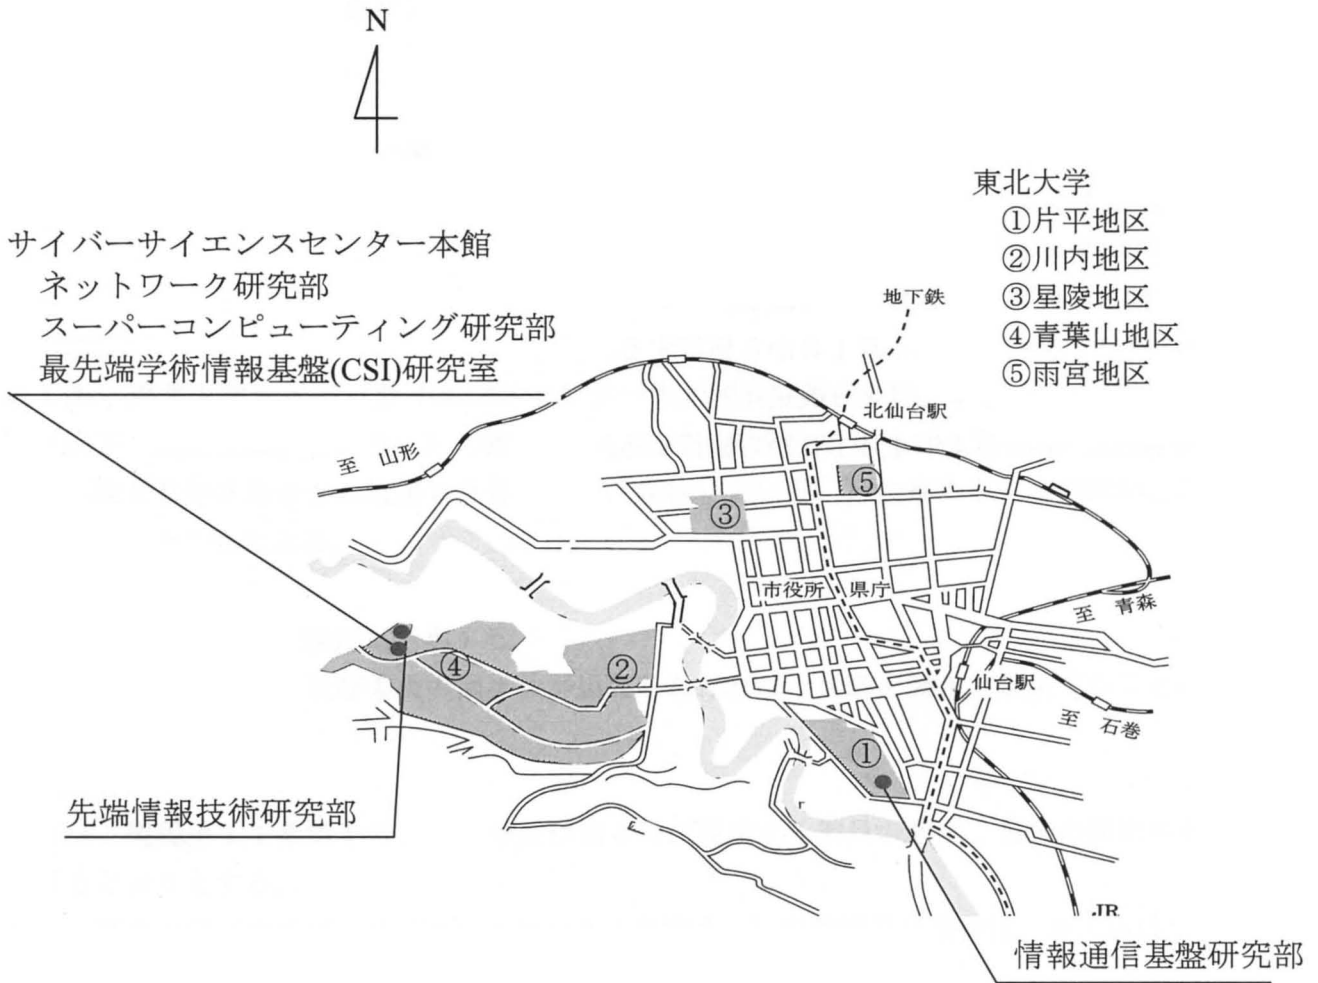 N
東北大学
①片平地区
②川内地区
③星陵地区
④青葉山地区
⑤雨宮地区
サイバーサイエンスセンター本館
ネットワーク研究部
スーパーコンピューティング研究部
最先端学術情報基盤(CSI)研究室
地下鉄
北仙台駅
至 山形
⑤
③
市役所
県庁
至 青森
④
②
仙台駅
至 石巻
①
先端情報技術研究部
JR
情報通信基盤研究部